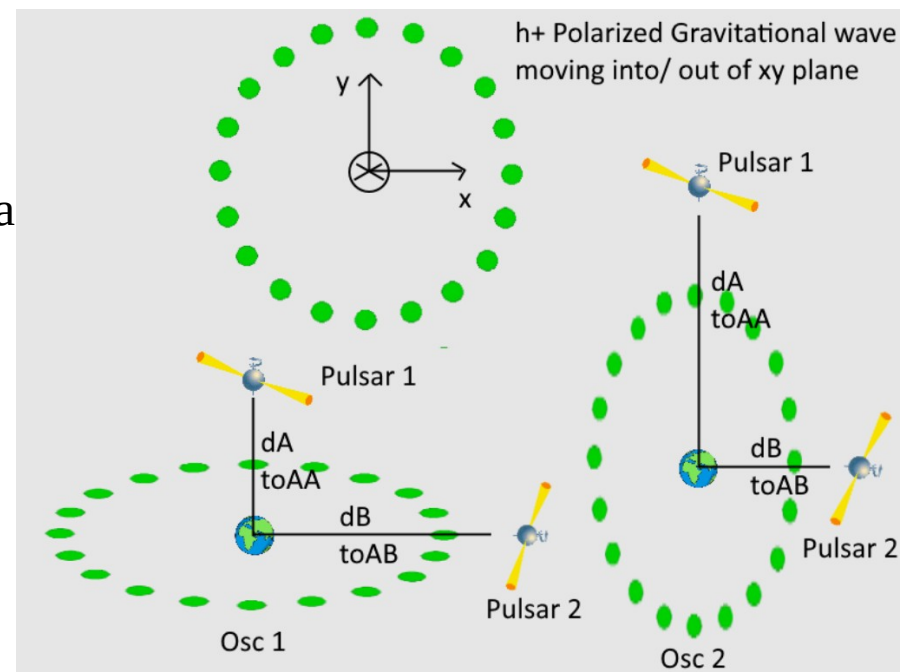 h+ Polarized Gravitational wave
moving into/ out of xy plane
y
x
a
Pulsar 1
dA
toAA
dB
toAB
Pulsar 2
Osc 2
Pulsar 1
dA
toAA
dB
toAB
Pulsar 2
Osc 1